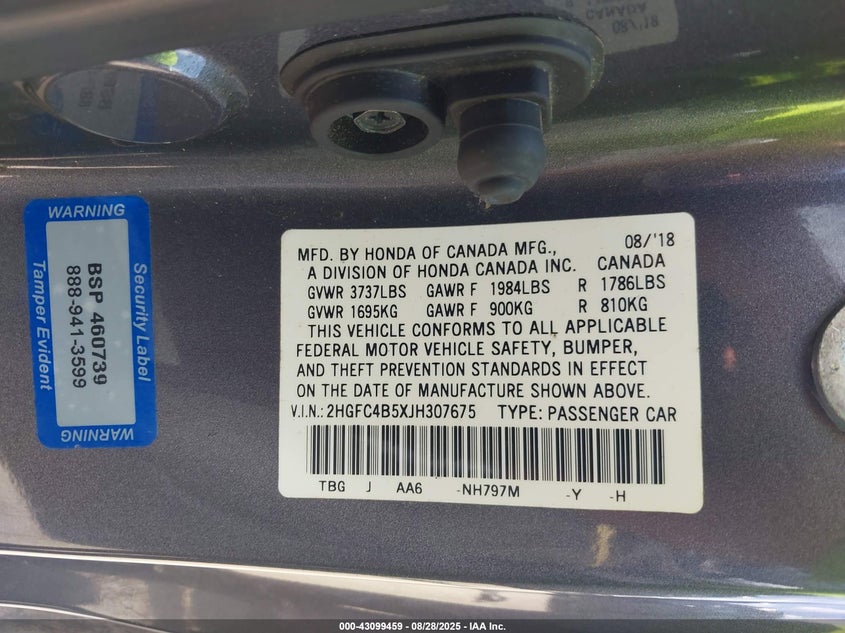 CANADA
08/'18
WARNING
Security Label
BSP 460739
888-941-3599
Tamper Evident
WARNING
MFD. BY HONDA OF CANADA MFG., 08/'18
A DIVISION OF HONDA CANADA INC. CANADA
GVWR 3737LBS GAWR F 1984LBS R 1786LBS
GVWR 1695KG GAWR F 900KG R 810KG
THIS VEHICLE CONFORMS TO ALL APPLICABLE
FEDERAL MOTOR VEHICLE SAFETY, BUMPER,
AND THEFT PREVENTION STANDARDS IN EFFECT
ON THE DATE OF MANUFACTURE SHOWN ABOVE.
V.I.N.: 2HGFC4B5XJH307675 TYPE: PASSENGER CAR
TBG J AA6 -NH797M -Y -H
000-43099459 - 08/28/2025 - IAA Inc.